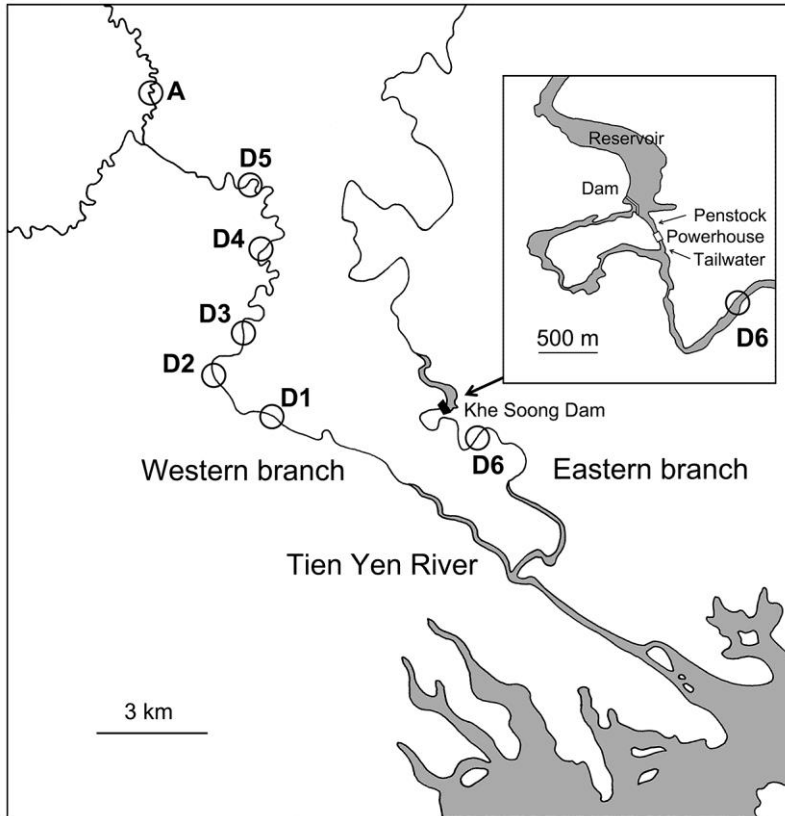 A
D5
D4
D3
D2
D1
Western branch
Tien Yen River
3 km
Khe Soong Dam
D6
Eastern branch
Reservoir
Dam
Penstock
Powerhouse
Tailwater
500 m
D6